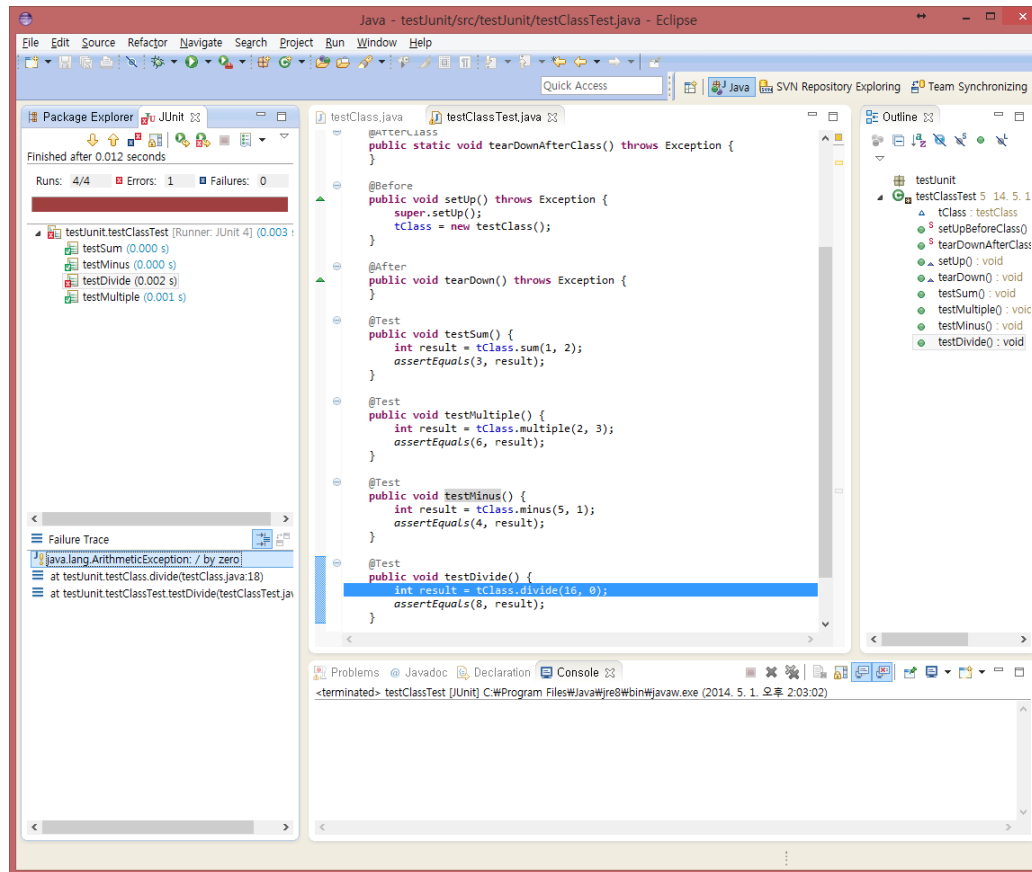 Java - testJunit/src/testJunit/testClassTest.java - Eclipse
File Edit Source Refactor Navigate Search Project Run Window Help
Quick Access
Java SVN Repository Exploring Team Synchronizing
Package Explorer JUnit
Finished after 0.012 seconds
Runs: 4/4 Errors: 1 Failures: 0
testJunit.testClassTest [Runner: JUnit 4] (0.003 s
testSum (0.000 s)
testMinus (0.000 s)
testDivide (0.002 s)
testMultiple (0.001 s)
Failure Trace
java.lang.ArithmeticException: / by zero
at testJunit.testClass.divide(testClass.java:18)
at testJunit.testClassTest.testDivide(testClassTest.jav
testClass.java testClassTest.java
@AfterClass
public static void tearDownAfterClass() throws Exception {
}
@Before
public void setUp() throws Exception {
super.setUp();
tClass = new testClass();
}
@After
public void tearDown() throws Exception {
}
@Test
public void testSum() {
int result = tClass.sum(1, 2);
assertEquals(3, result);
}
@Test
public void testMultiple() {
int result = tClass.multiple(2, 3);
assertEquals(6, result);
}
@Test
public void testMinus() {
int result = tClass.minus(5, 1);
assertEquals(4, result);
}
@Test
public void testDivide() {
int result = tClass.divide(16, 0);
assertEquals(8, result);
}
Outline
testJunit
testClassTest 5 14. 5. 1
tClass : testClass
setUpBeforeClass()
tearDownAfterClass
setUp() : void
tearDown() : void
testSum() : void
testMultiple() : void
testMinus() : void
testDivide() : void
Problems @ Javadoc Declaration Console
<terminated> testClassTest [JUnit] C:₩Program Files₩Java₩jre8₩bin₩javaw.exe (2014. 5. 1. 오후 2:03:02)